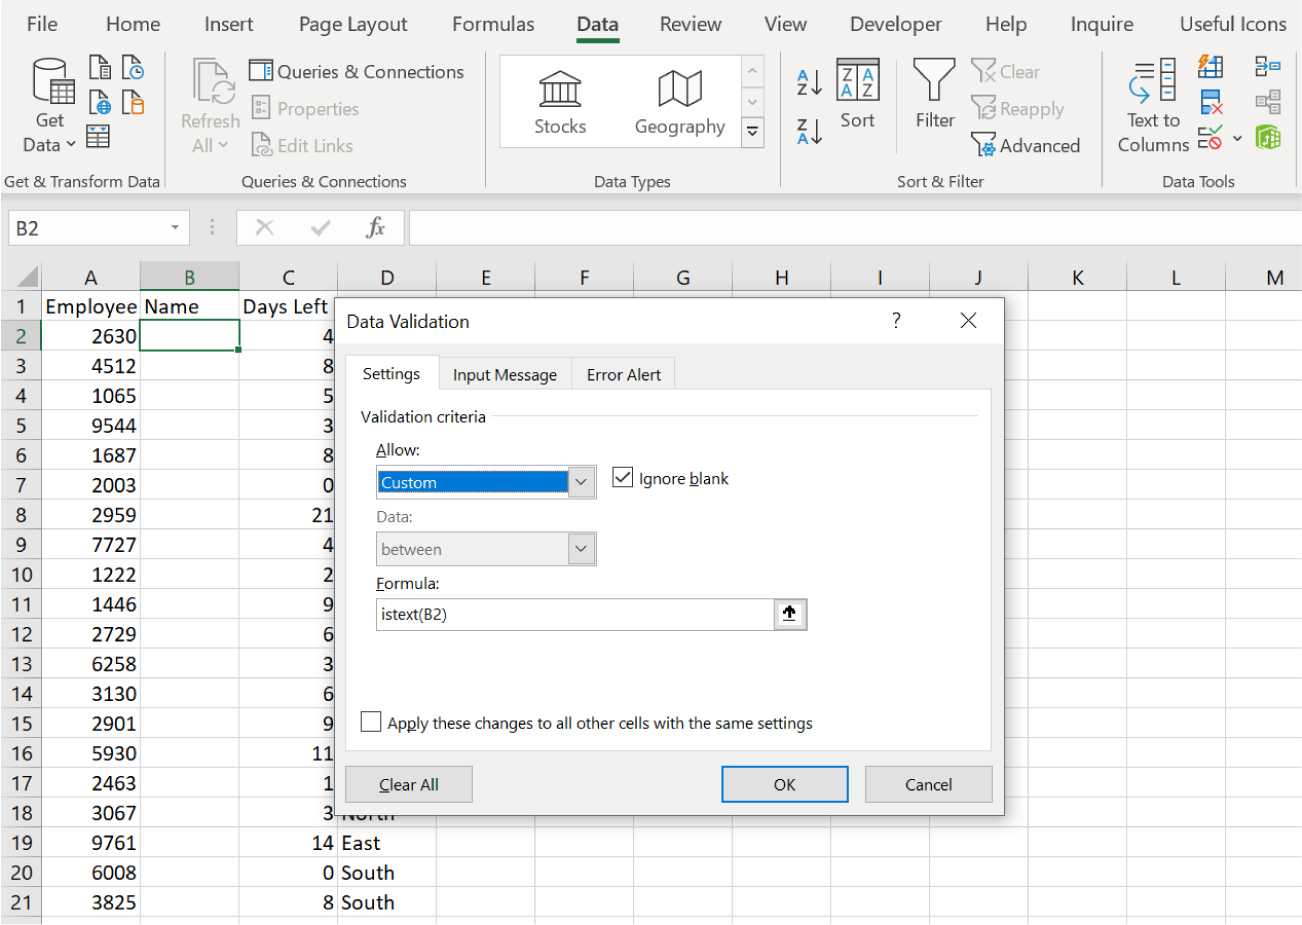 File Home Insert Page Layout Formulas Data Review View Developer Help Inquire Useful Icons
Get Data
Refresh All
Queries & Connections
Properties
Edit Links
Stocks
Geography
A Z
Z A
Z A A Z
Sort
Filter
Clear
Reapply
Advanced
Text to Columns
Get & Transform Data Queries & Connections Data Types Sort & Filter Data Tools
B2 fx
A B C D E F G H I J K L M
1 Employee Name Days Left
2 2630 4
3 4512 8
4 1065 5
5 9544 3
6 1687 8
7 2003 0
8 2959 21
9 7727 4
10 1222 2
11 1446 9
12 2729 6
13 6258 3
14 3130 6
15 2901 9
16 5930 11
17 2463 1
18 3067 3 North
19 9761 14 East
20 6008 0 South
21 3825 8 South
Data Validation ?
Settings Input Message Error Alert
Validation criteria
Allow:
Custom Ignore blank
Data:
between
Formula:
istext(B2)
Apply these changes to all other cells with the same settings
Clear All OK Cancel